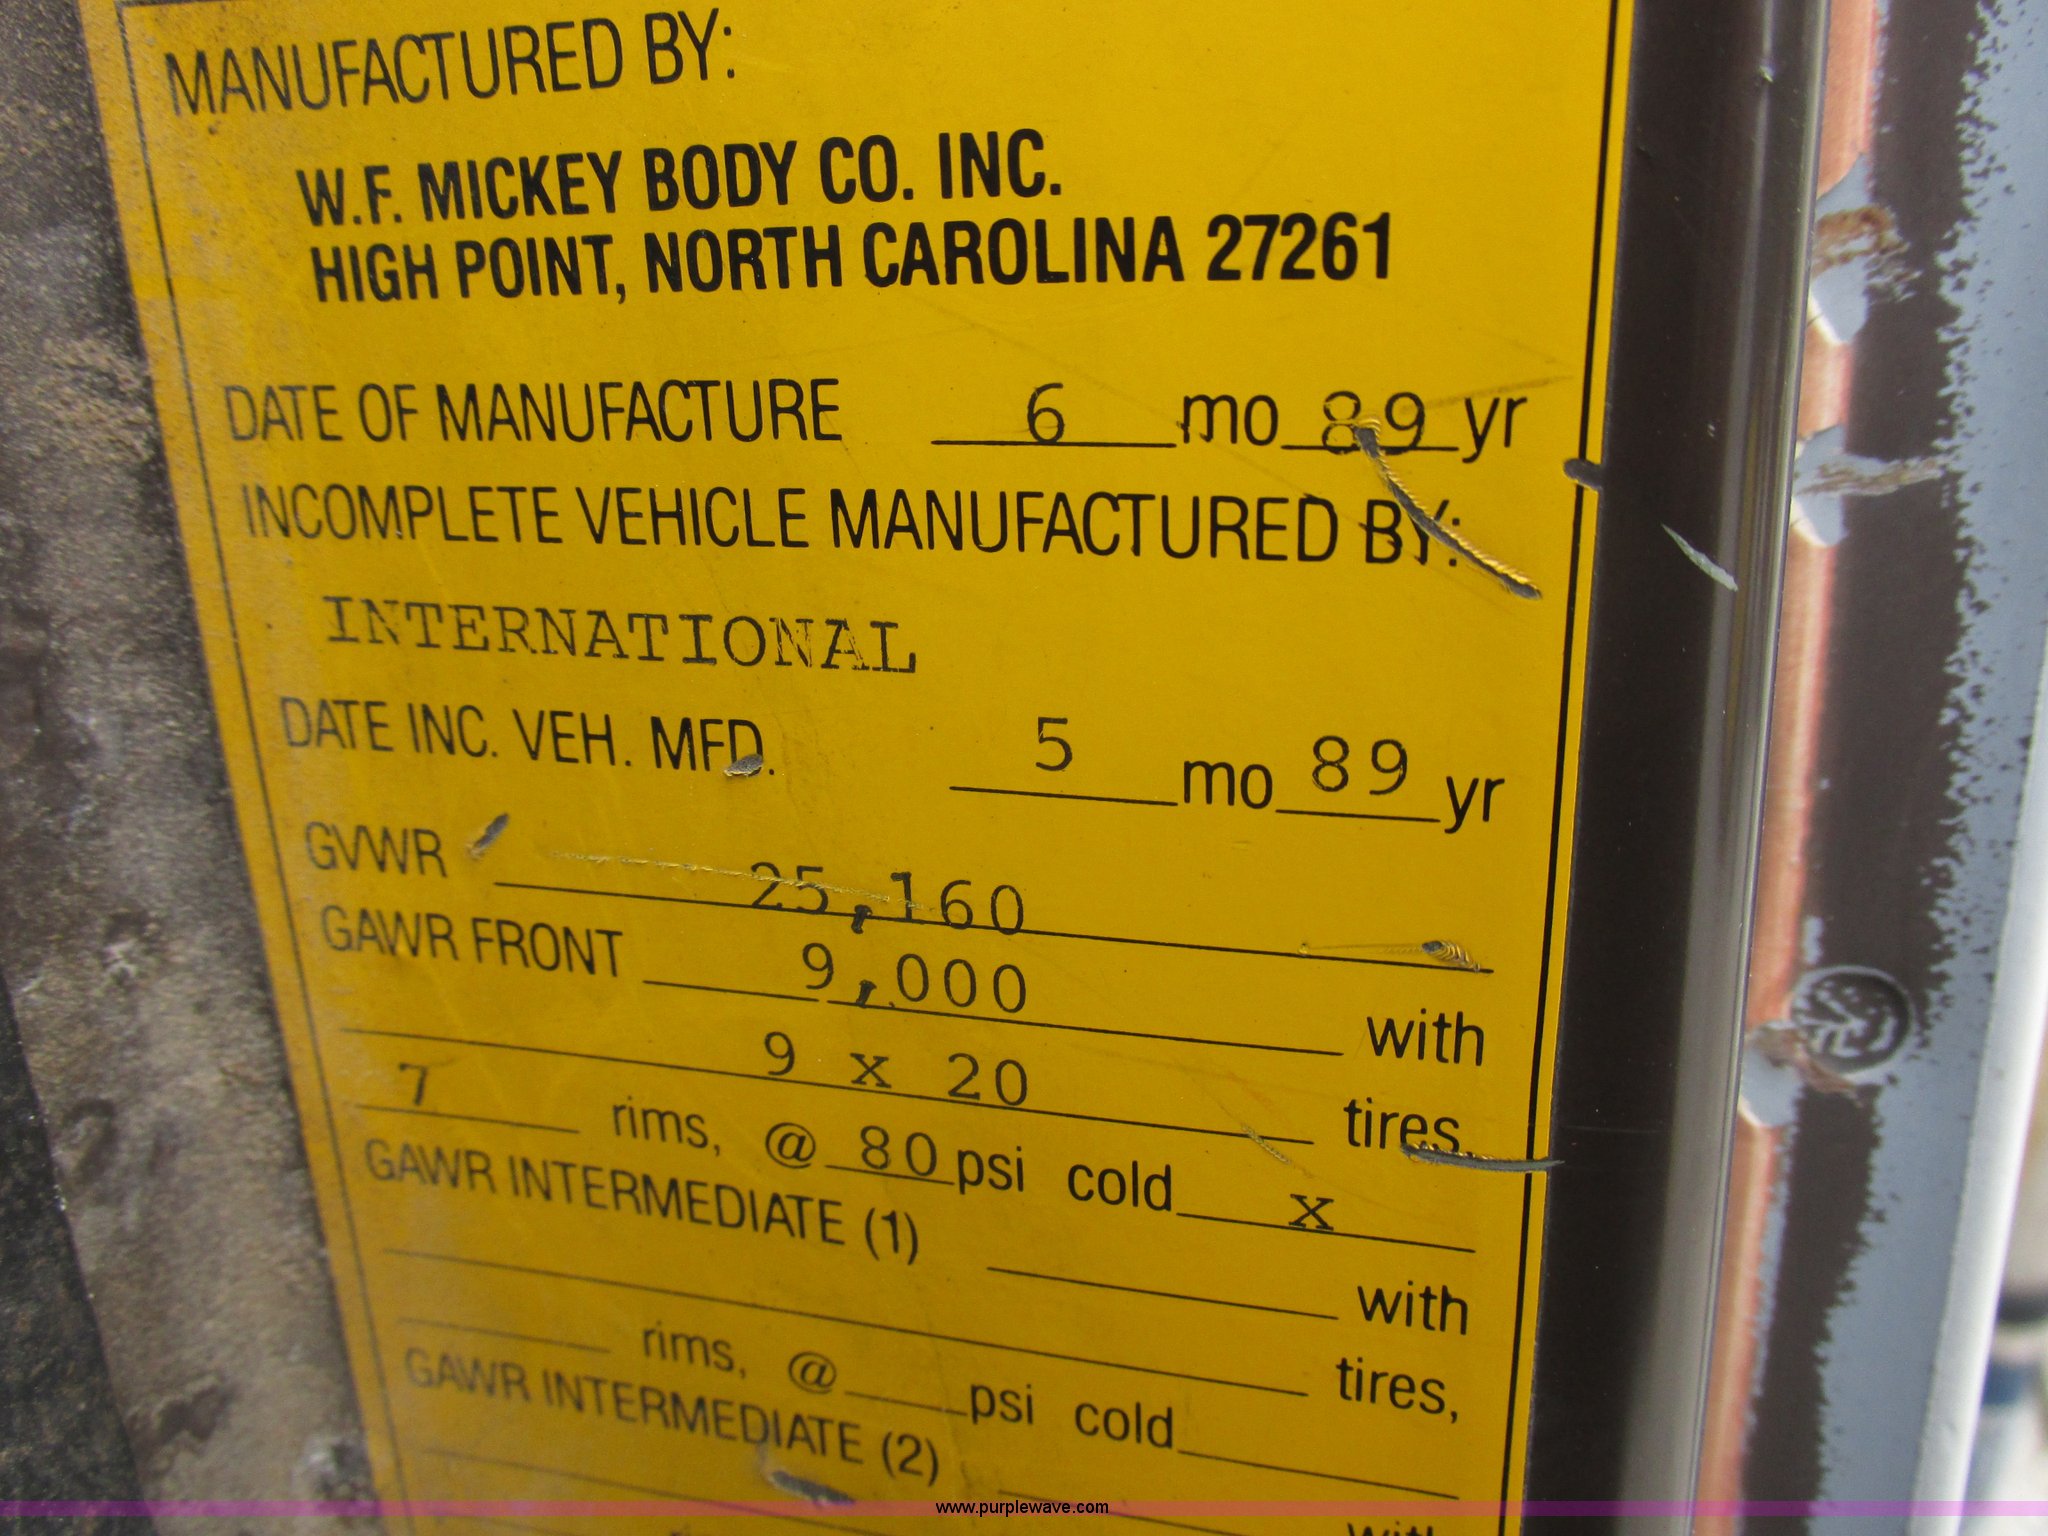 MANUFACTURED BY:
W.F. MICKEY BODY CO. INC.
HIGH POINT, NORTH CAROLINA 27261
DATE OF MANUFACTURE 6 mo 89 yr
INCOMPLETE VEHICLE MANUFACTURED BY:
INTERNATIONAL
DATE INC. VEH. MFD. 5 mo 89 yr
GVWR 25,160
GAWR FRONT 9,000 with
9 x 20 tires,
7 rims, @ 80 psi cold x
GAWR INTERMEDIATE (1) with
tires,
rims, @ psi cold
GAWR INTERMEDIATE (2)
with
www.purplewave.com